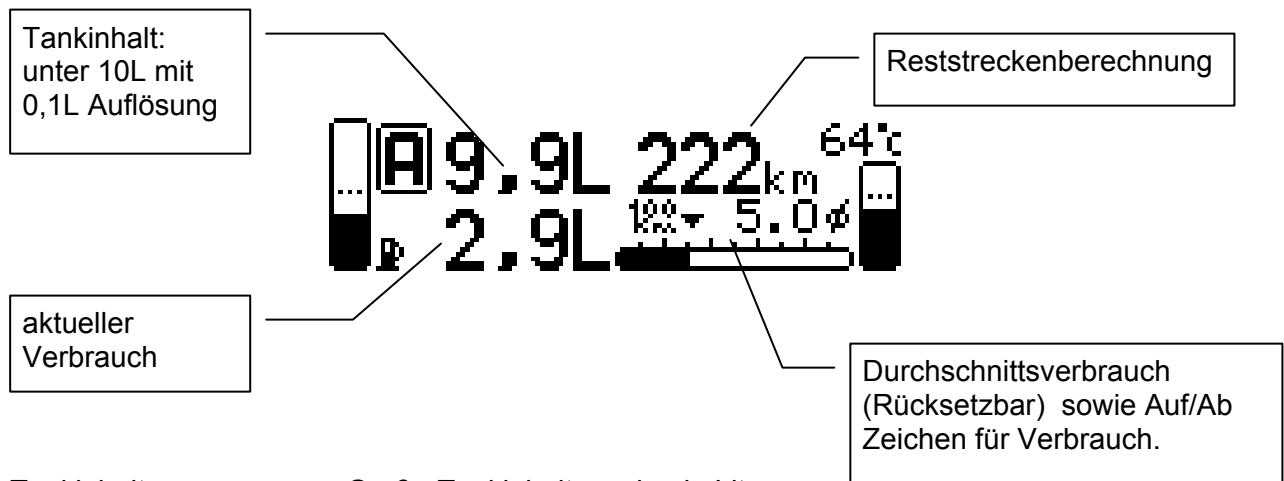 Tankinhalt:
unter 10L mit
0,1L Auflösung
Reststreckenberechnung
A 9,9L 222km 64°c
2,9L 100 5.0ø
aktueller
Verbrauch
Durchschnittsverbrauch
(Rücksetzbar) sowie Auf/Ab
Zeichen für Verbrauch.